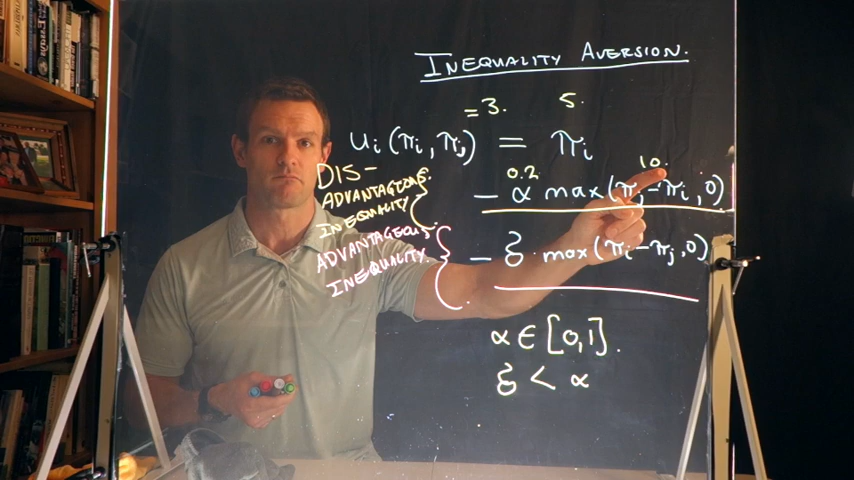 INEQUALITY AVERSION.
=3. 5.
uᵢ(πᵢ, πⱼ) = πᵢ
0.2 10.
- α max(πⱼ - πᵢ, 0)
DIS-
ADVANTAGEOUS
INEQUALITY
- ξ · max(πᵢ - πⱼ, 0)
ADVANTAGEOUS
INEQUALITY.
α ∈ [0,1].
ξ < α